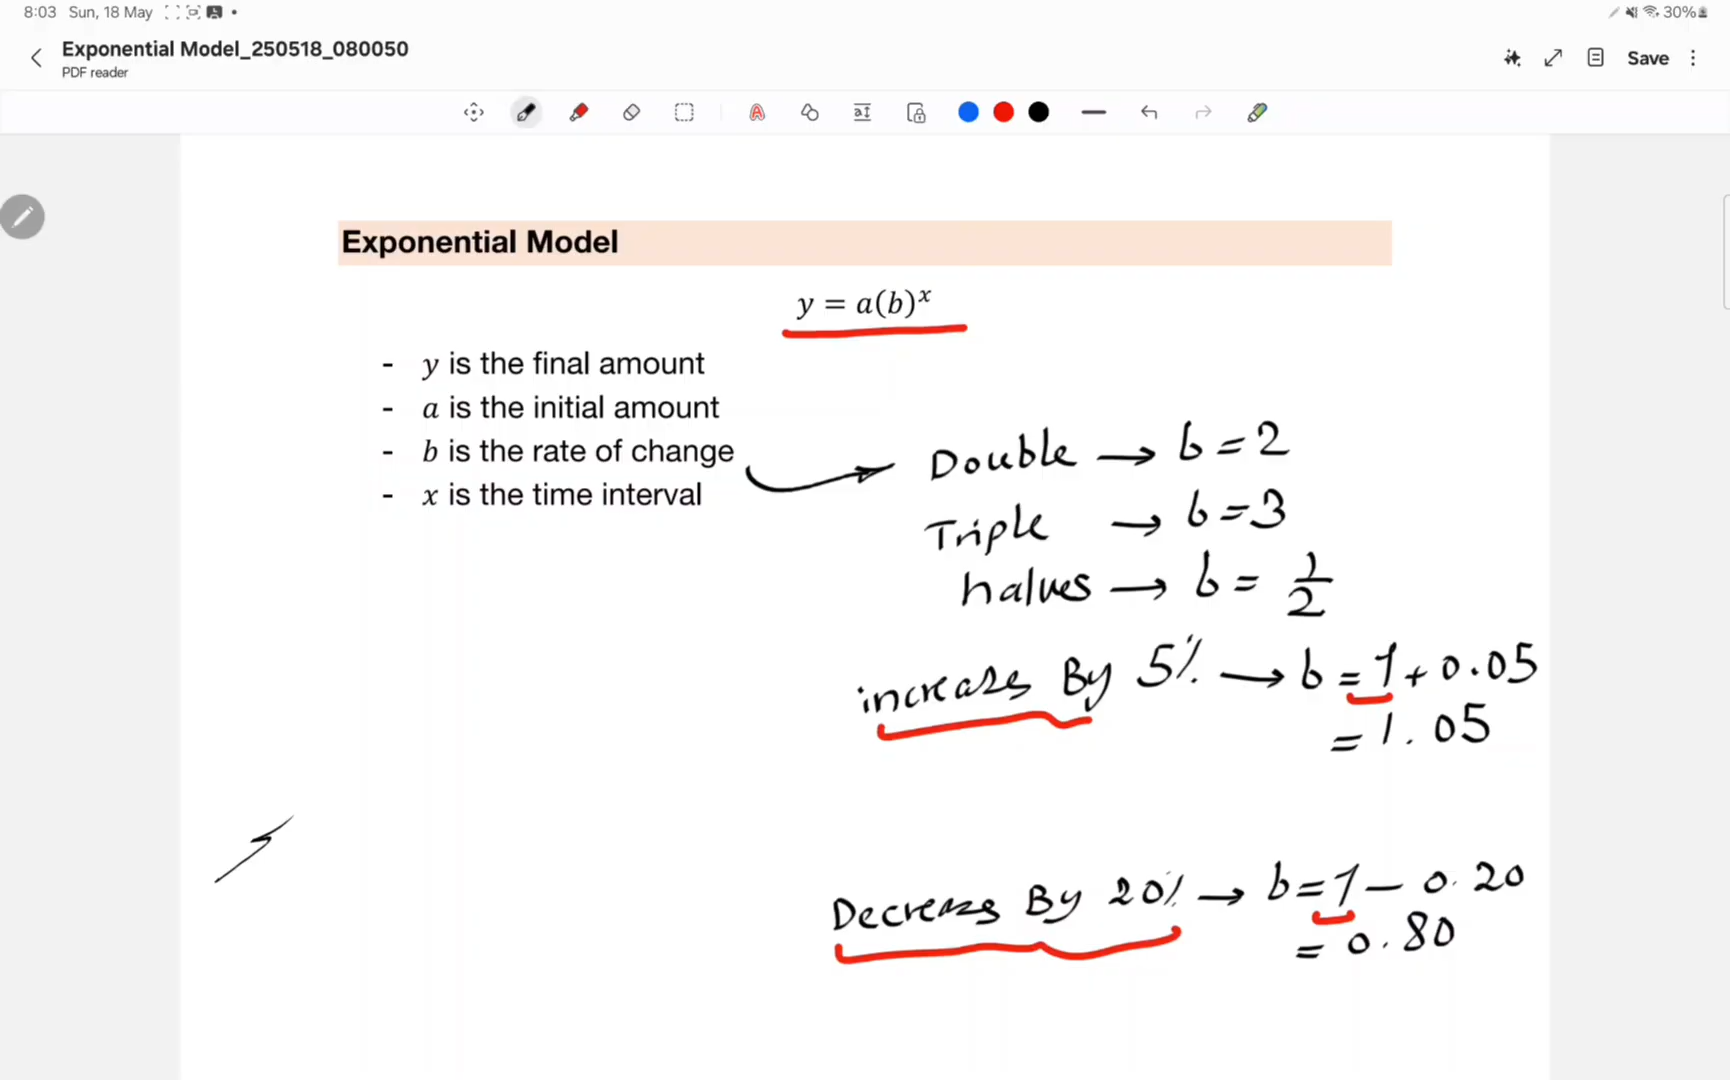 8:03 Sun, 18 May
30%
Exponential Model_250518_080050
PDF reader
Save
Exponential Model
y = a(b)^x
- y is the final amount
- a is the initial amount
- b is the rate of change
- x is the time interval
Double → b = 2
Triple → b = 3
halves → b = 1/2
increase By 5% → b = 1 + 0.05
= 1.05
Decrease By 20% → b = 1 - 0.20
= 0.80